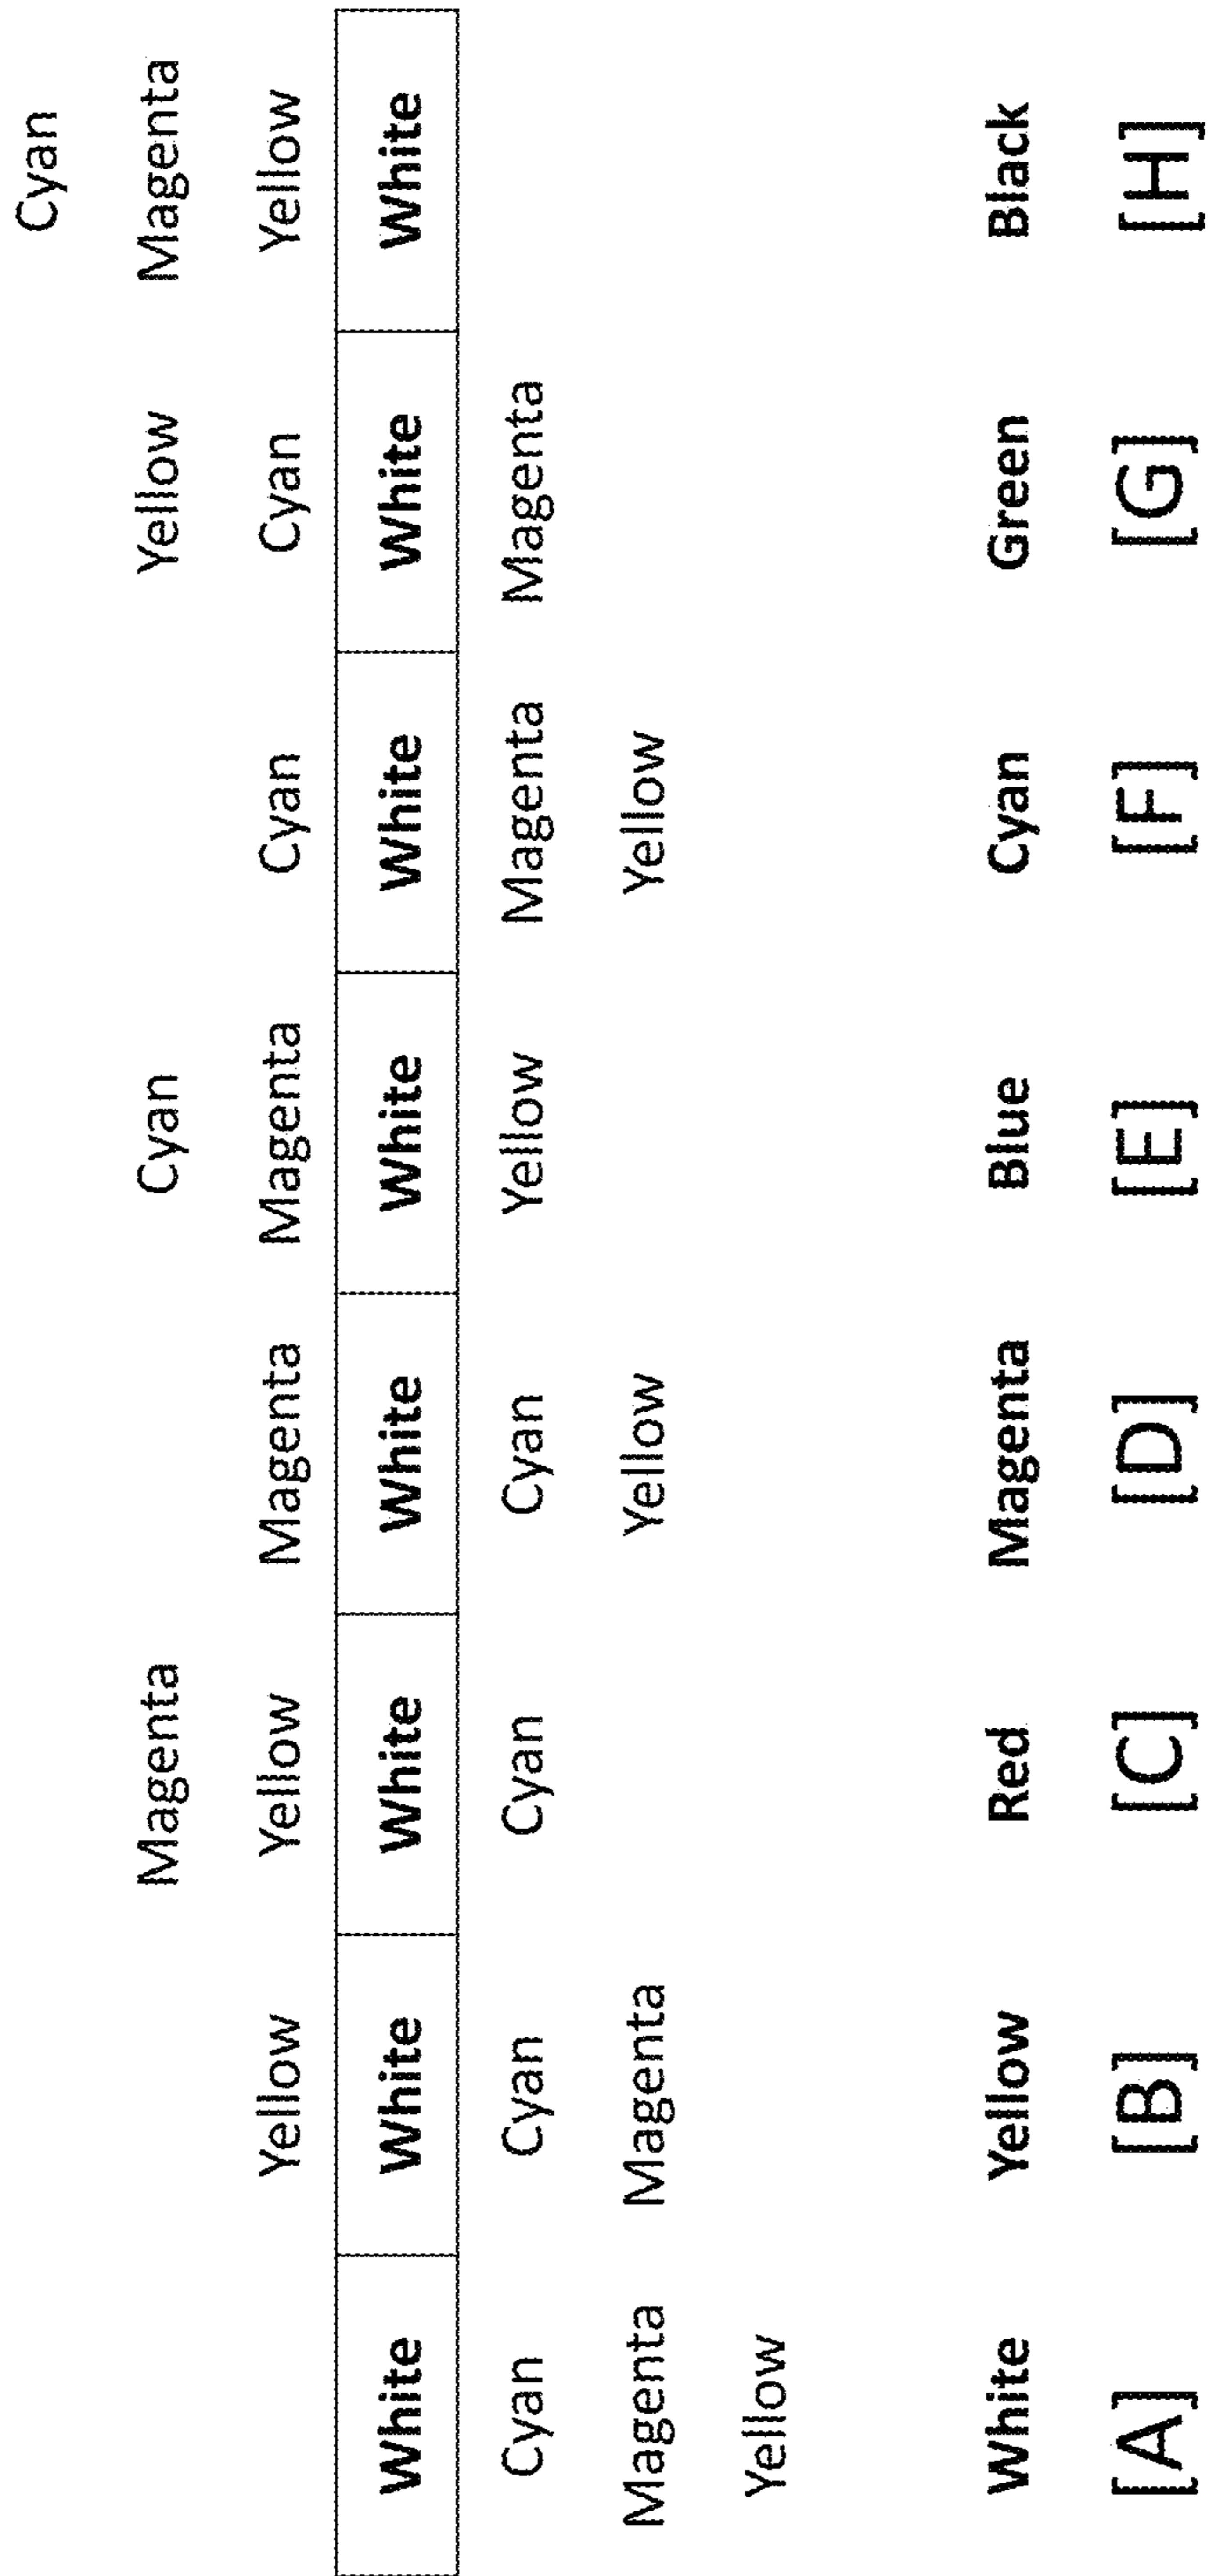 Cyan
Magenta Cyan Yellow Magenta
Yellow Yellow Magenta Magenta Cyan Cyan Yellow
White White White White White White White White
Cyan Cyan Cyan Cyan Yellow Magenta Magenta
Magenta Magenta Yellow Yellow
Yellow
White Yellow Red Magenta Blue Cyan Green Black
[A] [B] [C] [D] [E] [F] [G] [H]